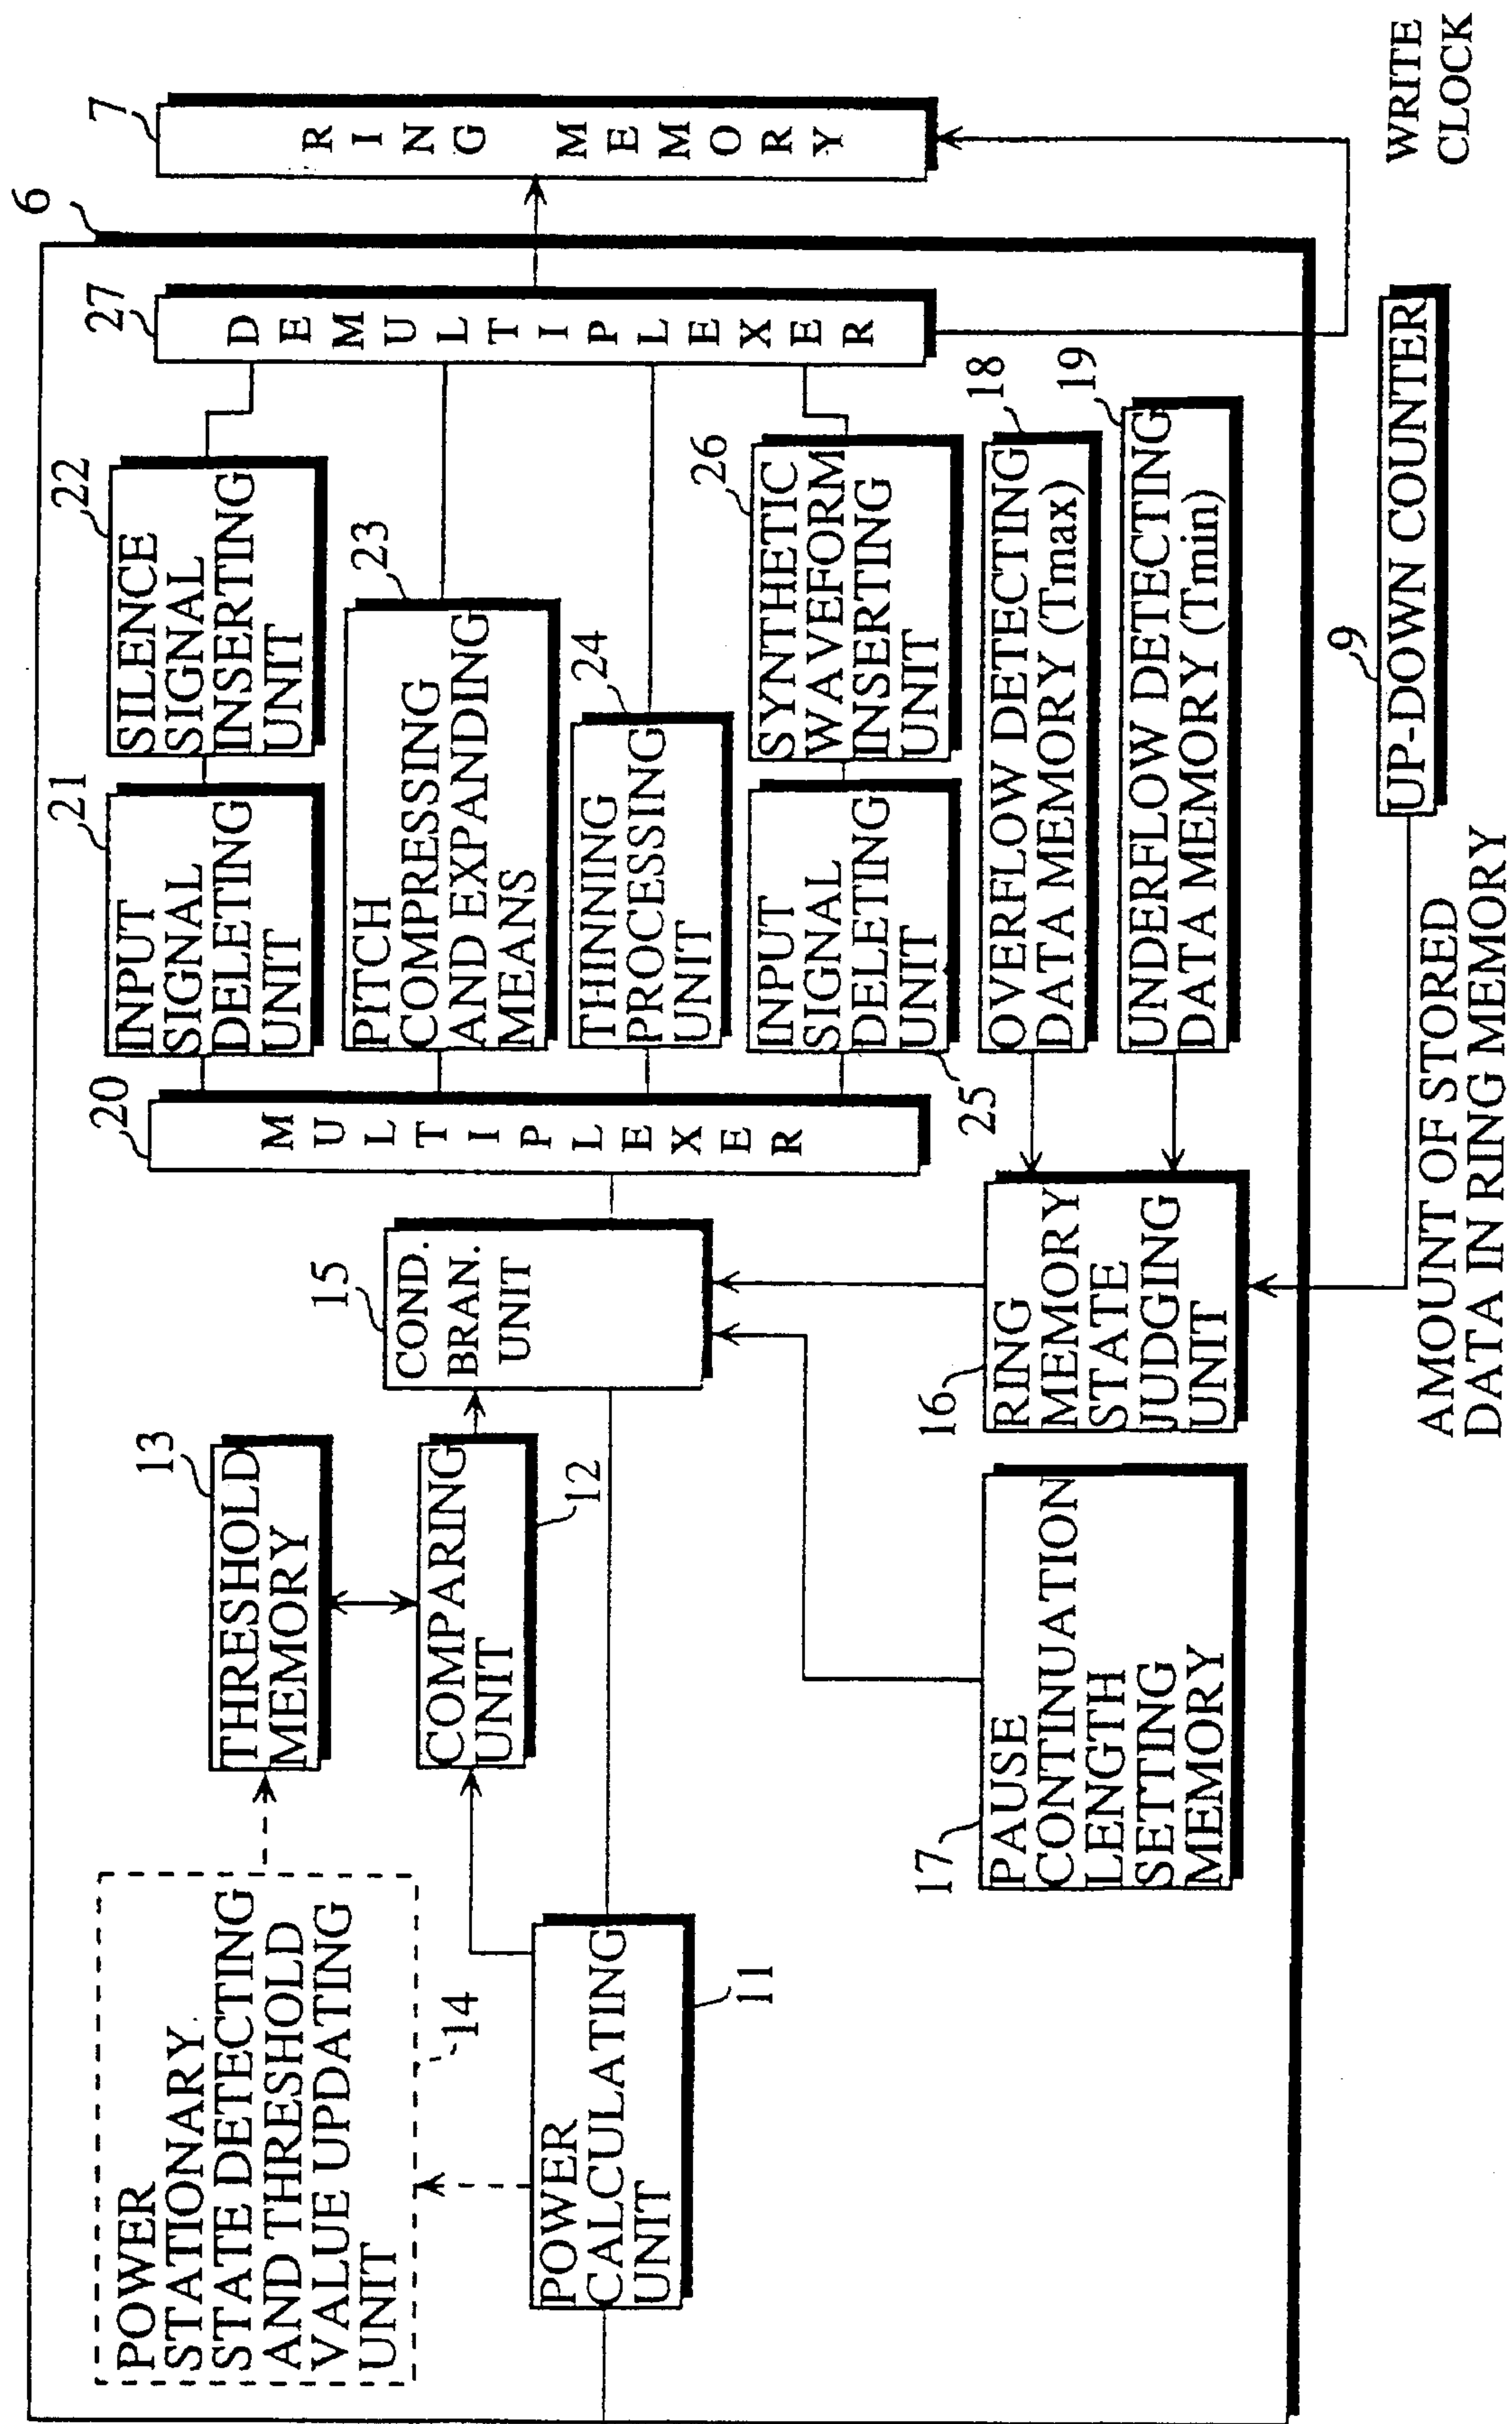 POWER
STATIONARY
STATE DETECTING
AND THRESHOLD
VALUE UPDATING
UNIT
14
POWER
CALCULATING
UNIT
11
13
THRESHOLD
MEMORY
COMPARING
UNIT
12
15
COND.
BRAN.
UNIT
17
PAUSE
CONTINUATION
LENGTH
SETTING
MEMORY
16
RING
MEMORY
STATE
JUDGING
UNIT
20
MULTIPLEXER
21
INPUT
SIGNAL
DELETING
UNIT
22
SILENCE
SIGNAL
INSERTING
UNIT
23
PITCH
COMPRESSING
AND EXPANDING
MEANS
24
THINNING
PROCESSING
UNIT
25
INPUT
SIGNAL
DELETING
UNIT
26
SYNTHETIC
WAVEFORM
INSERTING
UNIT
18
OVERFLOW DETECTING
DATA MEMORY (Tmax)
19
UNDERFLOW DETECTING
DATA MEMORY (Tmin)
27
DEMULTIPLEXER
6
7
RING MEMORY
9
UP-DOWN COUNTER
AMOUNT OF STORED
DATA IN RING MEMORY
WRITE
CLOCK